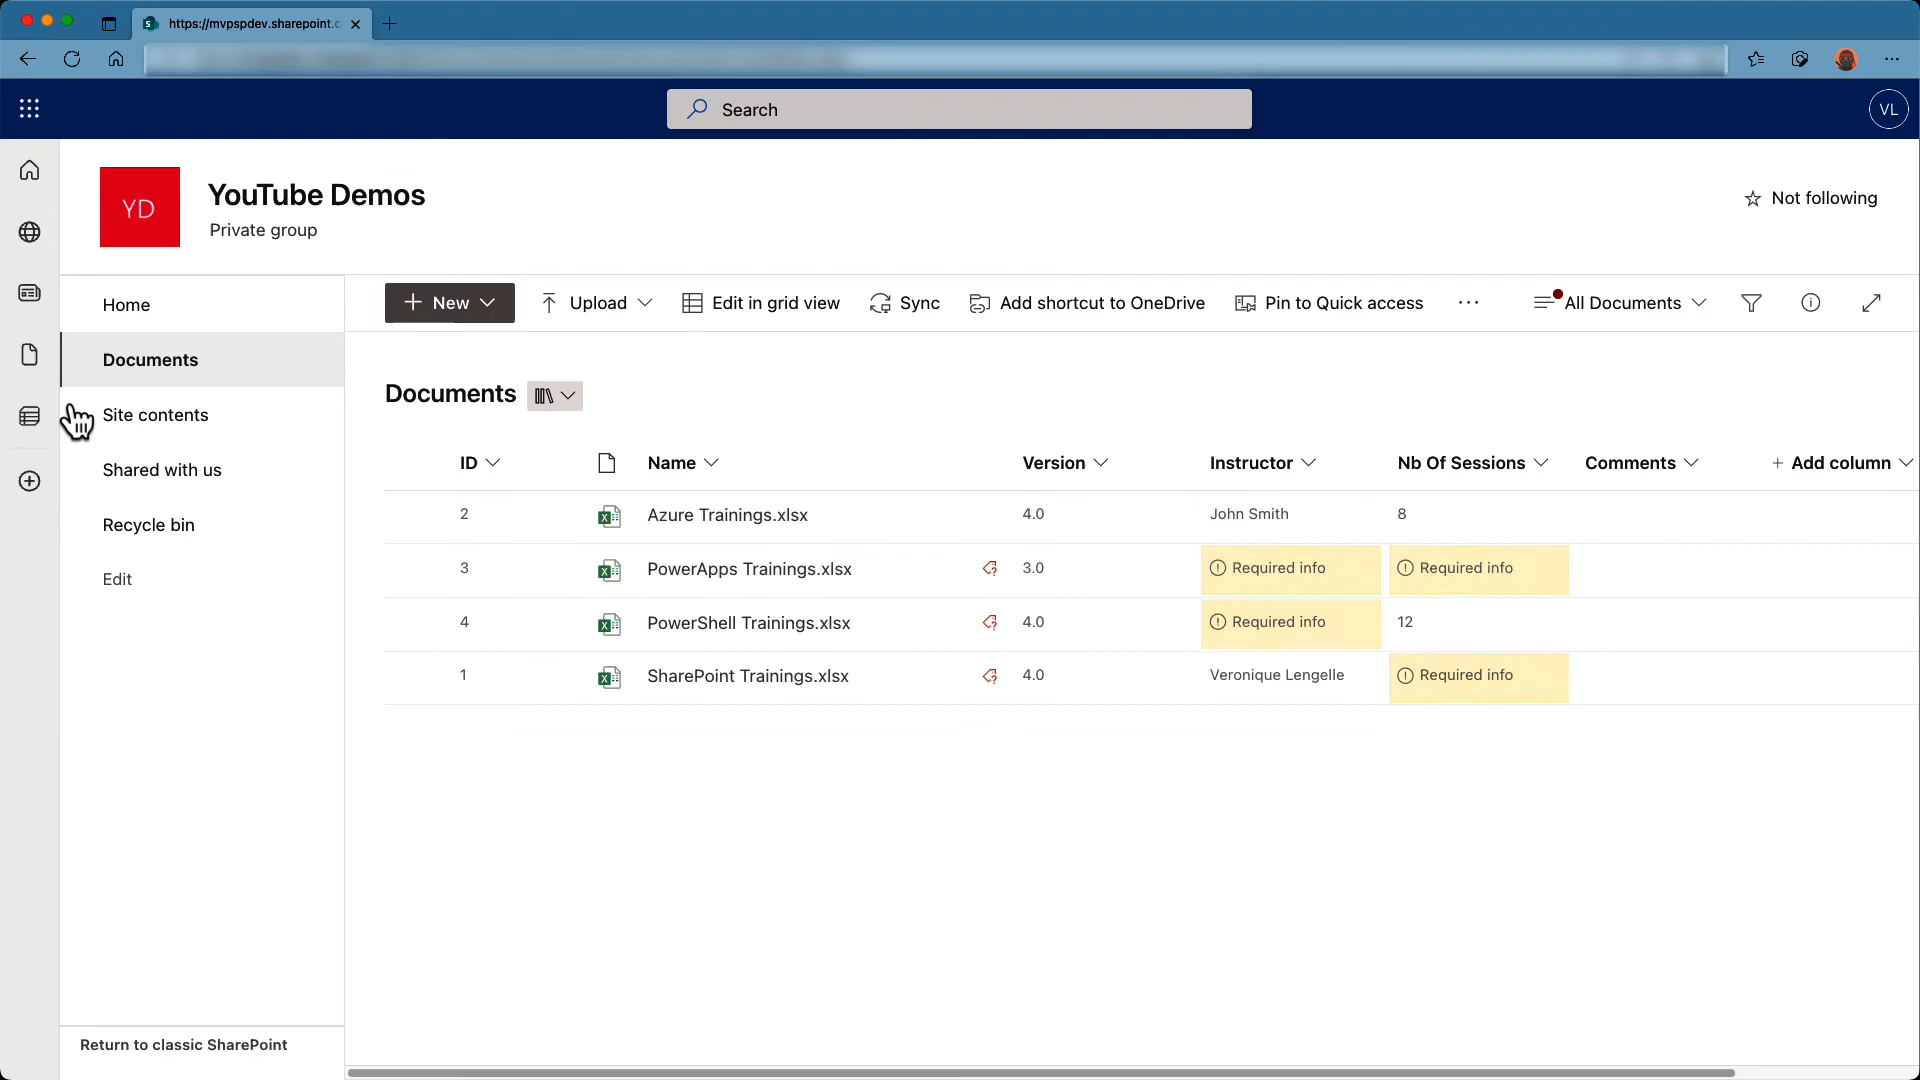 https://mvpspdev.sharepoint.c
Search
VL
YD
YouTube Demos
Private group
Not following
Home
Documents
Site contents
Shared with us
Recycle bin
Edit
Return to classic SharePoint
New
Upload
Edit in grid view
Sync
Add shortcut to OneDrive
Pin to Quick access
All Documents
Documents
ID Name Version Instructor Nb Of Sessions Comments + Add column
2 Azure Trainings.xlsx 4.0 John Smith 8
3 PowerApps Trainings.xlsx 3.0 Required info Required info
4 PowerShell Trainings.xlsx 4.0 Required info 12
1 SharePoint Trainings.xlsx 4.0 Veronique Lengelle Required info